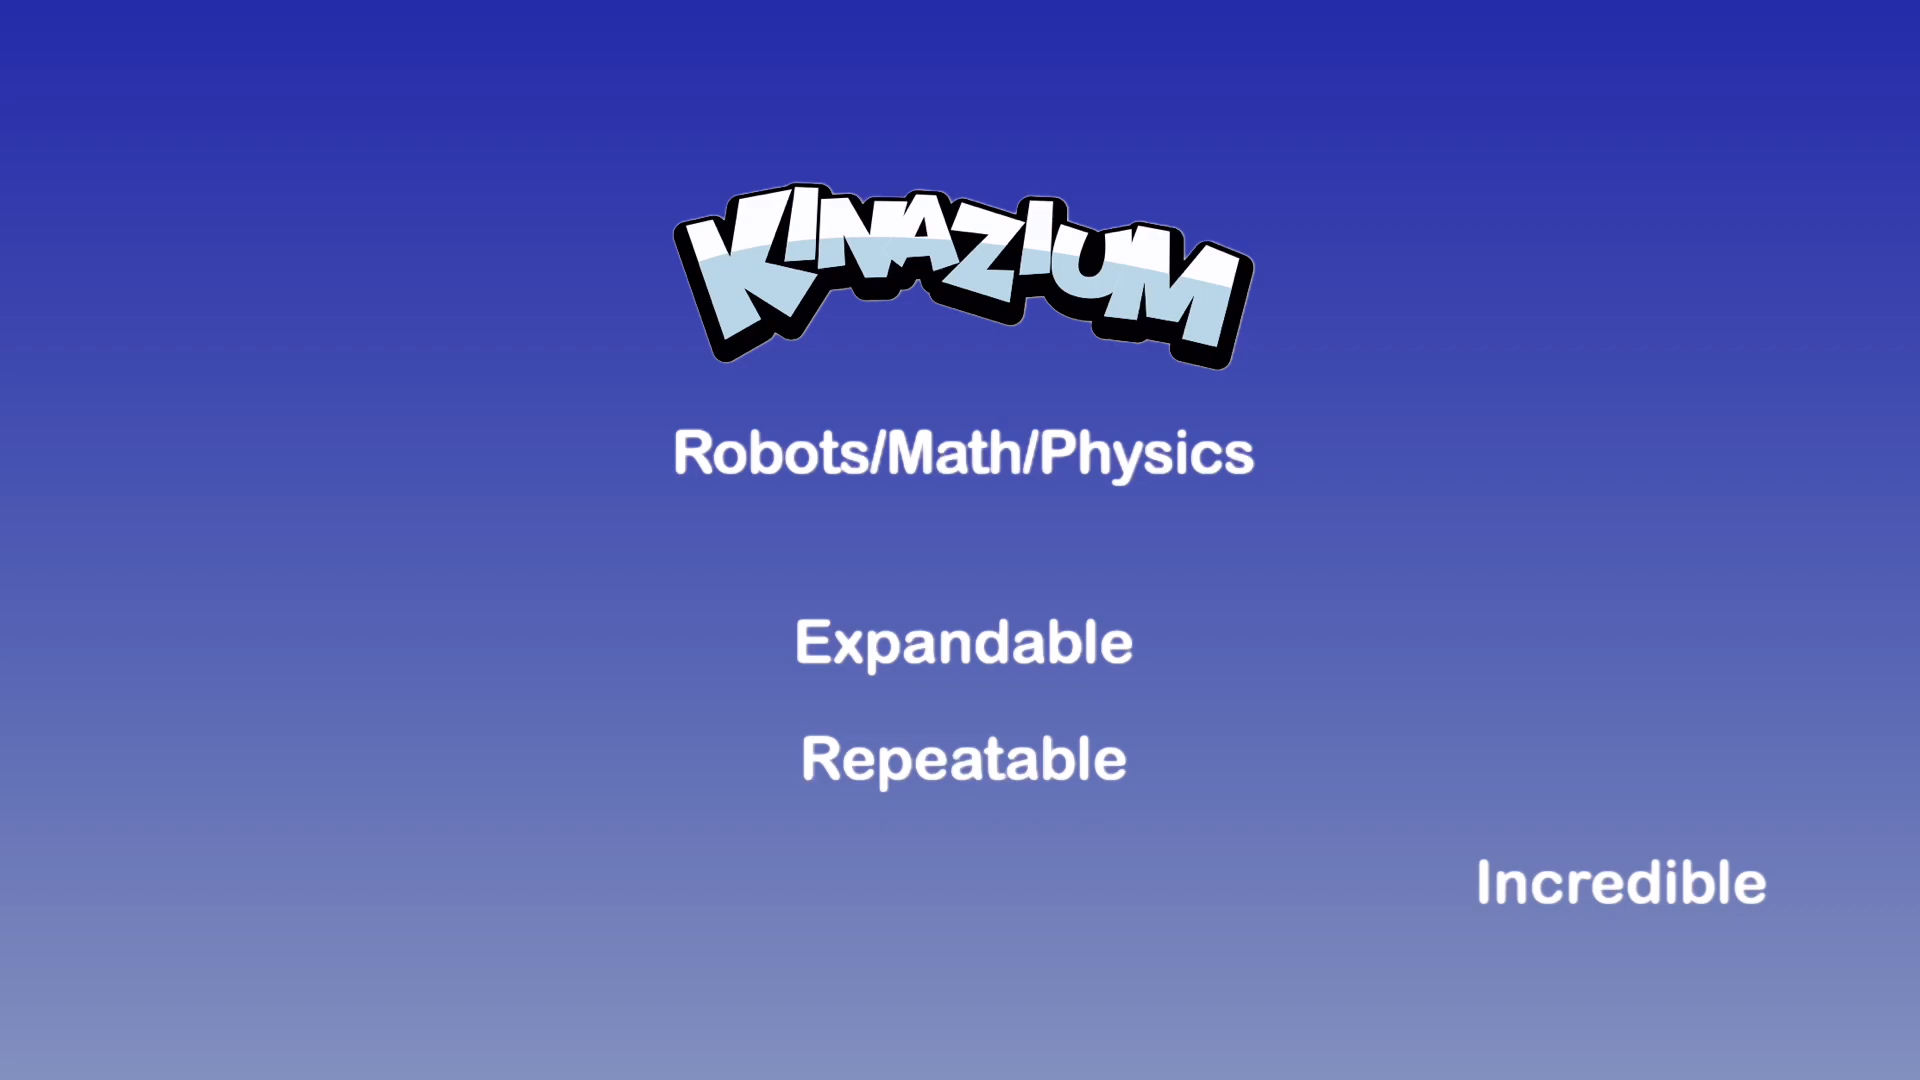 KINAZIUM
Robots/Math/Physics
Expandable
Repeatable
Incredible